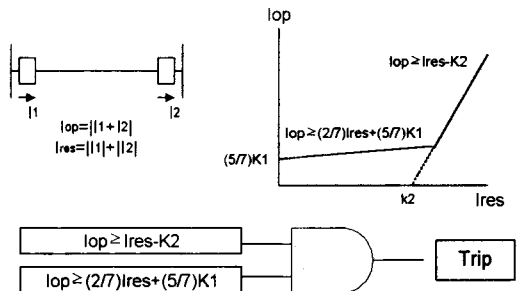 I1
I2
Iop=|I1+I2|
Ires=|I1|+|I2|
Iop
Iop≥Ires-K2
Iop≥(2/7)Ires+(5/7)K1
(5/7)K1
k2
Ires
Iop≥Ires-K2
Iop≥(2/7)Ires+(5/7)K1
Trip